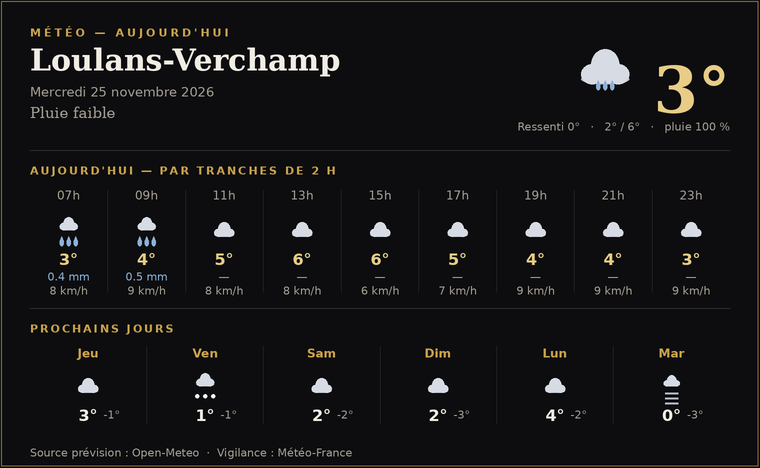 MÉTÉO — AUJOURD'HUI
Loulans-Verchamp
Mercredi 25 novembre 2026
Pluie faible
3°
Ressenti 0° · 2° / 6° · pluie 100 %
AUJOURD'HUI — PAR TRANCHES DE 2 H
07h 09h 11h 13h 15h 17h 19h 21h 23h
3° 4° 5° 6° 6° 5° 4° 4° 3°
0.4 mm 0.5 mm — — — — — — —
8 km/h 9 km/h 8 km/h 8 km/h 6 km/h 7 km/h 9 km/h 9 km/h 9 km/h
PROCHAINS JOURS
Jeu Ven Sam Dim Lun Mar
3° -1° 1° -1° 2° -2° 2° -3° 4° -2° 0° -3°
Source prévision : Open-Meteo · Vigilance : Météo-France